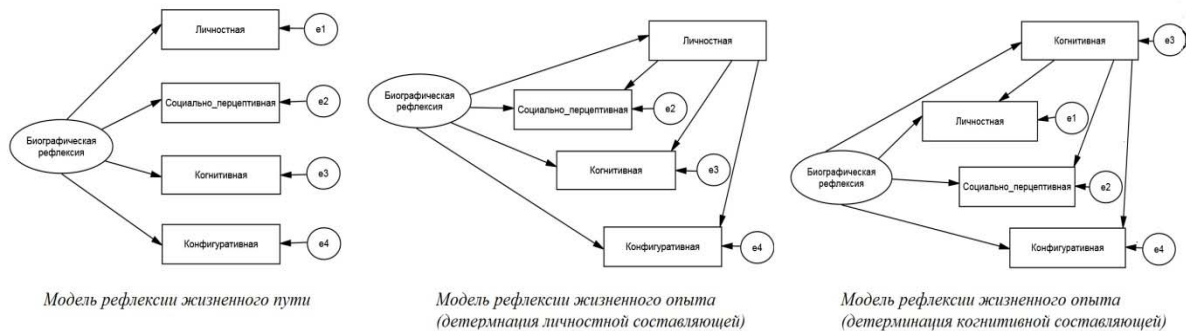 Личностная
e1
Социально_перцептивная
e2
Биографическая
рефлексия
Когнитивная
e3
Конфигуративная
e4
Модель рефлексии жизненного пути
Личностная
Биографическая
рефлексия
Социально_перцептивная
e2
Когнитивная
e3
Конфигуративная
e4
Модель рефлексии жизненного опыта
(детермнация личностной составляющей)
Когнитивная
e3
Личностная
e1
Биографическая
рефлексия
Социально_перцептивная
e2
Конфигуративная
e4
Модель рефлексии жизненного опыта
(детерминация когнитивной составляющей)